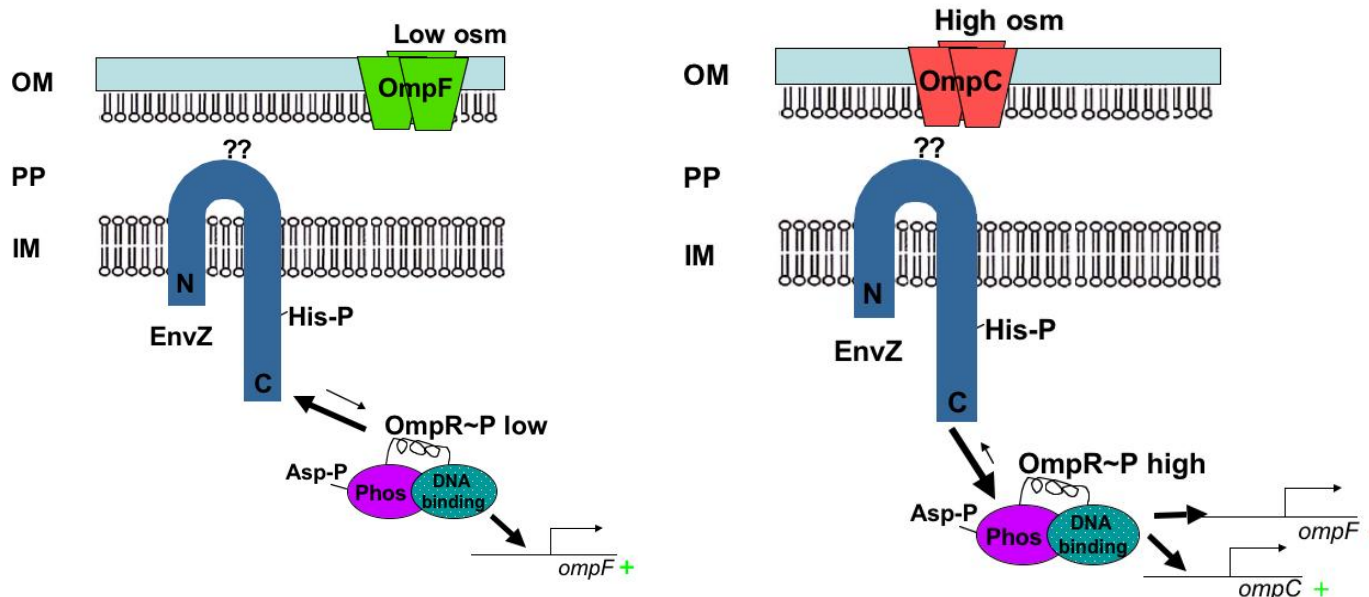 Low osm
OM
OmpF
??
PP
IM
N
His-P
EnvZ
C
OmpR~P low
Asp-P
Phos
DNA
binding
ompF +
High osm
OM
OmpC
??
PP
IM
N
His-P
EnvZ
C
OmpR~P high
Asp-P
Phos
DNA
binding
ompF
ompC +